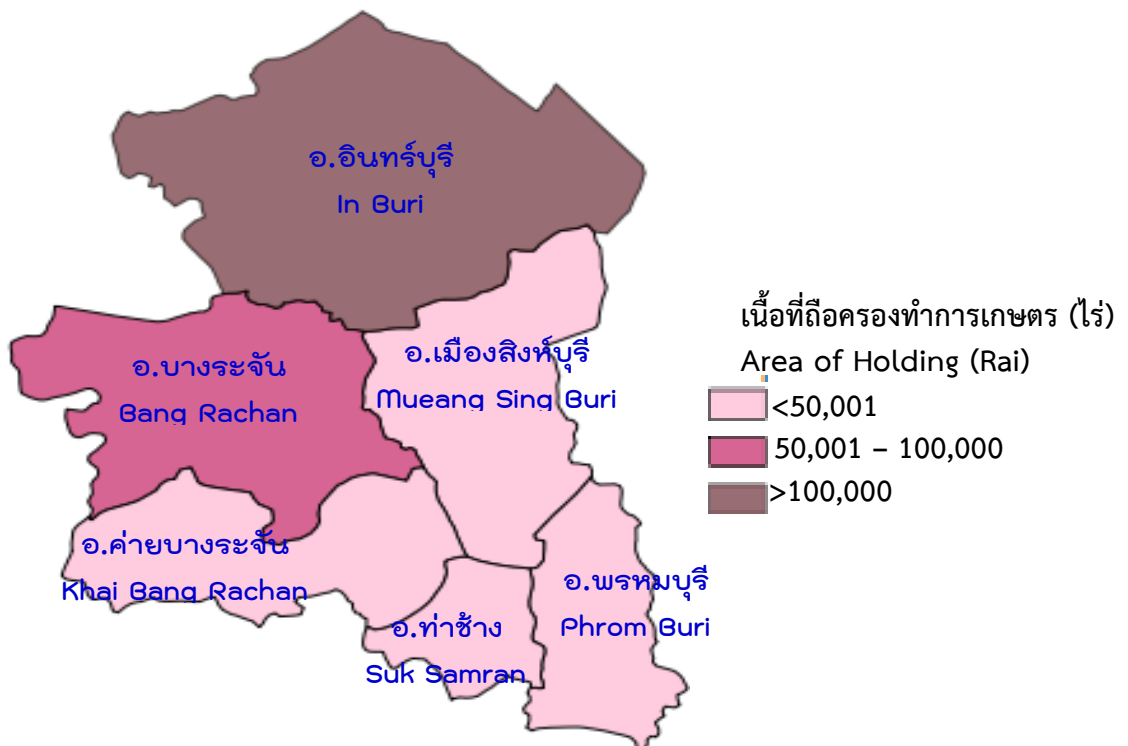 อ.อินทร์บุรี
In Buri
อ.บางระจัน
Bang Rachan
อ.เมืองสิงห์บุรี
Mueang Sing Buri
อ.ค่ายบางระจัน
Khai Bang Rachan
อ.ท่าช้าง
Suk Samran
อ.พรหมบุรี
Phrom Buri
เนื้อที่ถือครองทำการเกษตร (ไร่)
Area of Holding (Rai)
<50,001
50,001 – 100,000
>100,000